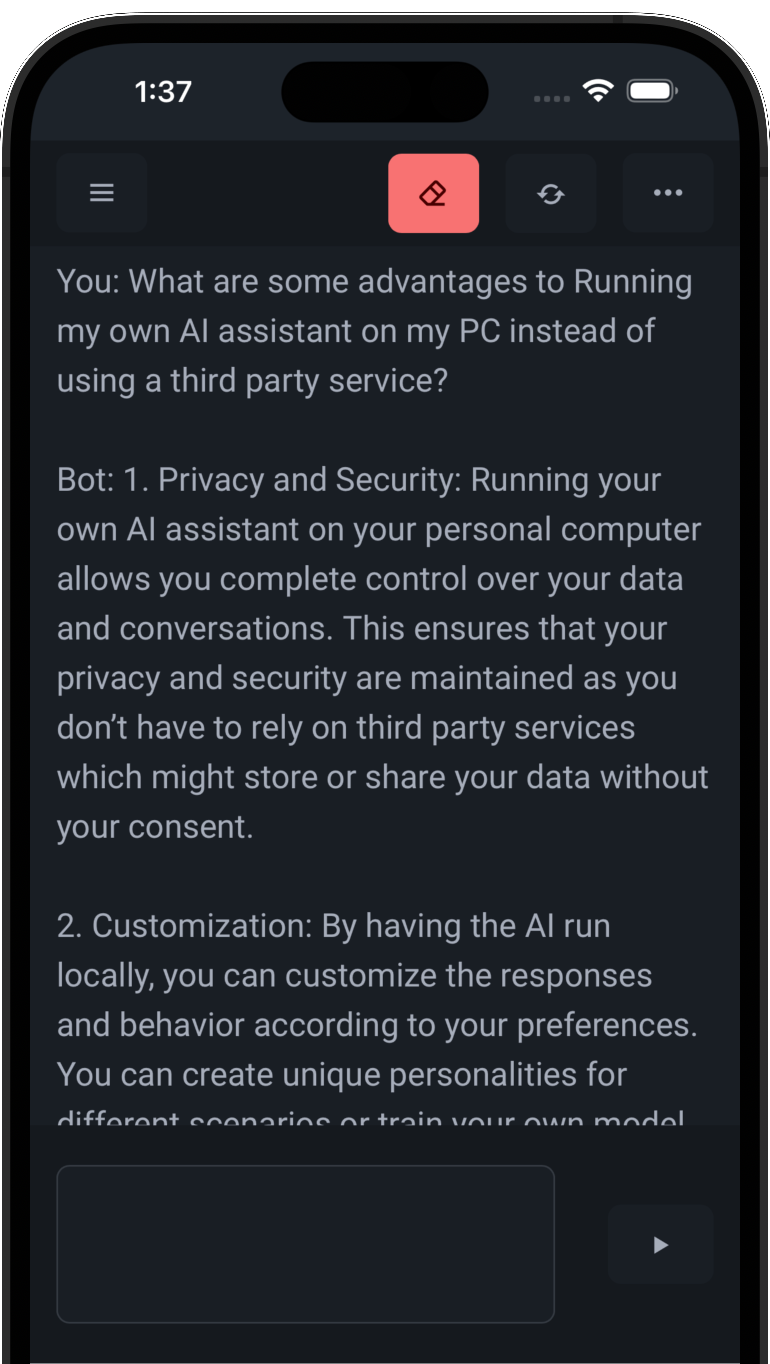 1:37
You: What are some advantages to Running
my own AI assistant on my PC instead of
using a third party service?
Bot: 1. Privacy and Security: Running your
own AI assistant on your personal computer
allows you complete control over your data
and conversations. This ensures that your
privacy and security are maintained as you
don’t have to rely on third party services
which might store or share your data without
your consent.
2. Customization: By having the AI run
locally, you can customize the responses
and behavior according to your preferences.
You can create unique personalities for
different scenarios or train your own model